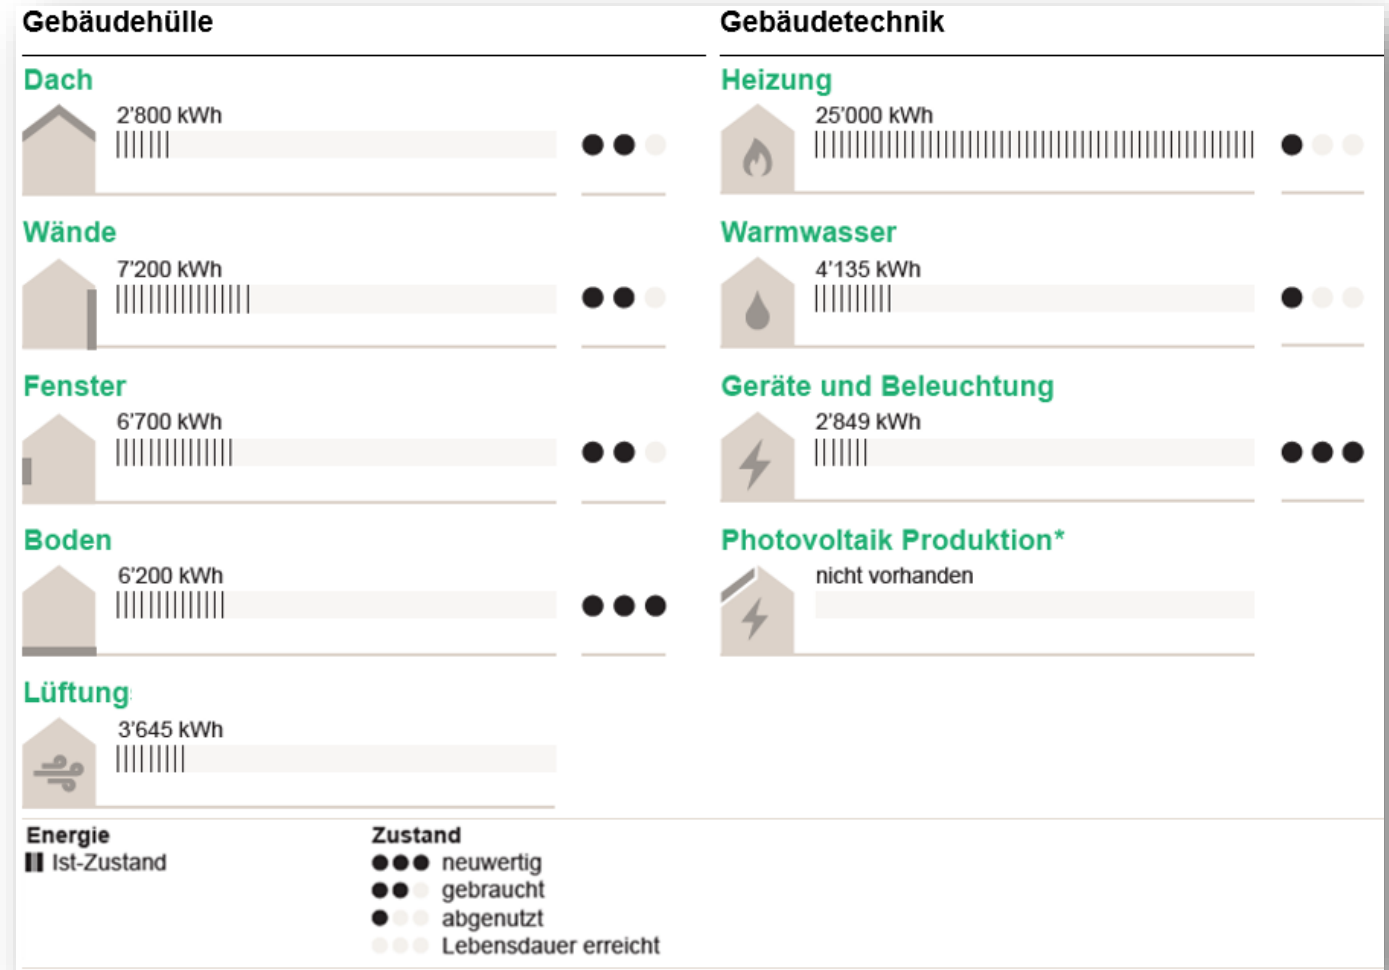 Gebäudehülle
Dach
2'800 kWh
Wände
7'200 kWh
Fenster
6'700 kWh
Boden
6'200 kWh
Lüftung
3'645 kWh
Gebäudetechnik
Heizung
25'000 kWh
Warmwasser
4'135 kWh
Geräte und Beleuchtung
2'849 kWh
Photovoltaik Produktion*
nicht vorhanden
Energie
Ist-Zustand
Zustand
neuwertig
gebraucht
abgenutzt
Lebensdauer erreicht